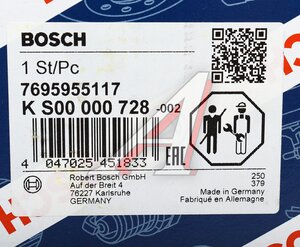 BOSCH
1 St/Pc
7695955117
K S00 000 728 -002
4 047025 451833
EAC
Robert Bosch GmbH
Auf der Breit 4
76227 Karlsruhe
GERMANY
250
379
Made in Germany
Fabriqué en Allemagne